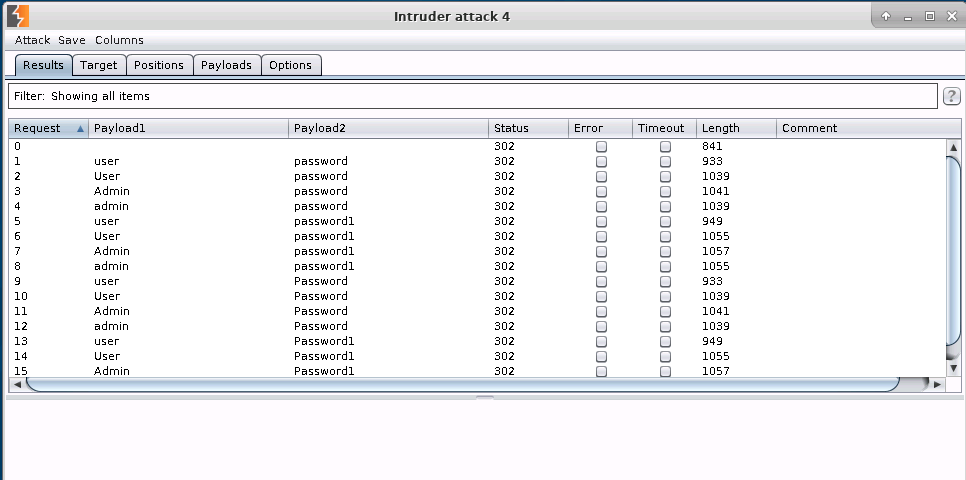 Intruder attack 4
Attack Save Columns
Results Target Positions Payloads Options
Filter: Showing all items ?
Request Payload1 Payload2 Status Error Timeout Length Comment
0 302 841
1 user password 302 933
2 User password 302 1039
3 Admin password 302 1041
4 admin password 302 1039
5 user password1 302 949
6 User password1 302 1055
7 Admin password1 302 1057
8 admin password1 302 1055
9 user Password 302 933
10 User Password 302 1039
11 Admin Password 302 1041
12 admin Password 302 1039
13 user Password1 302 949
14 User Password1 302 1055
15 Admin Password1 302 1057